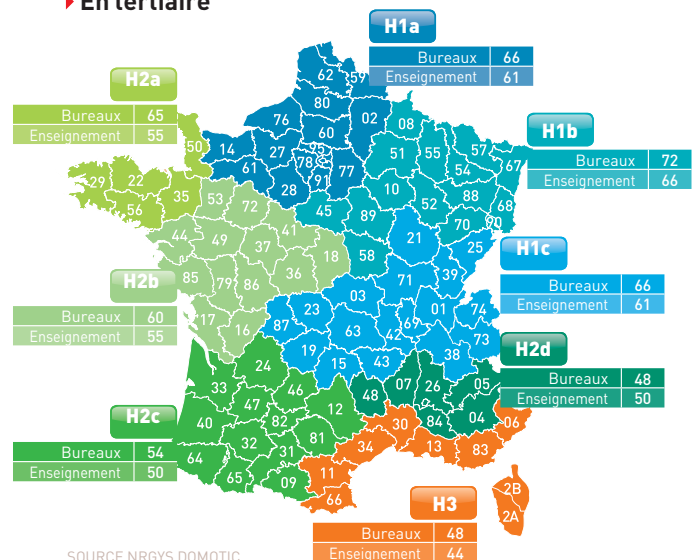 En tertiaire
H1a
Bureaux 66
Enseignement 61
H2a
Bureaux 65
Enseignement 55
H1b
Bureaux 72
Enseignement 66
H1c
Bureaux 66
Enseignement 61
H2b
Bureaux 60
Enseignement 55
H2d
Bureaux 48
Enseignement 50
H2c
Bureaux 54
Enseignement 50
H3
Bureaux 48
Enseignement 44
62 59
80
76 02
60 08
14 27 95
50 78 77 51 55 57
61 91 54 67
28
29 22
35 53 72 10 52 88 68
56 45 89 70 90
44 49 37 41 18 58 21 25
85 79 86 36 71 39
03
17 16 23 01 74
87 63 42 69 73
19 38
24 15 43
33 46 48 07 26 05
47 12
40 82 30 84 04 06
32 81 34 13 83
64 31
65 09 11
66 2B
2A
SOURCE NRGYS DOMOTIC